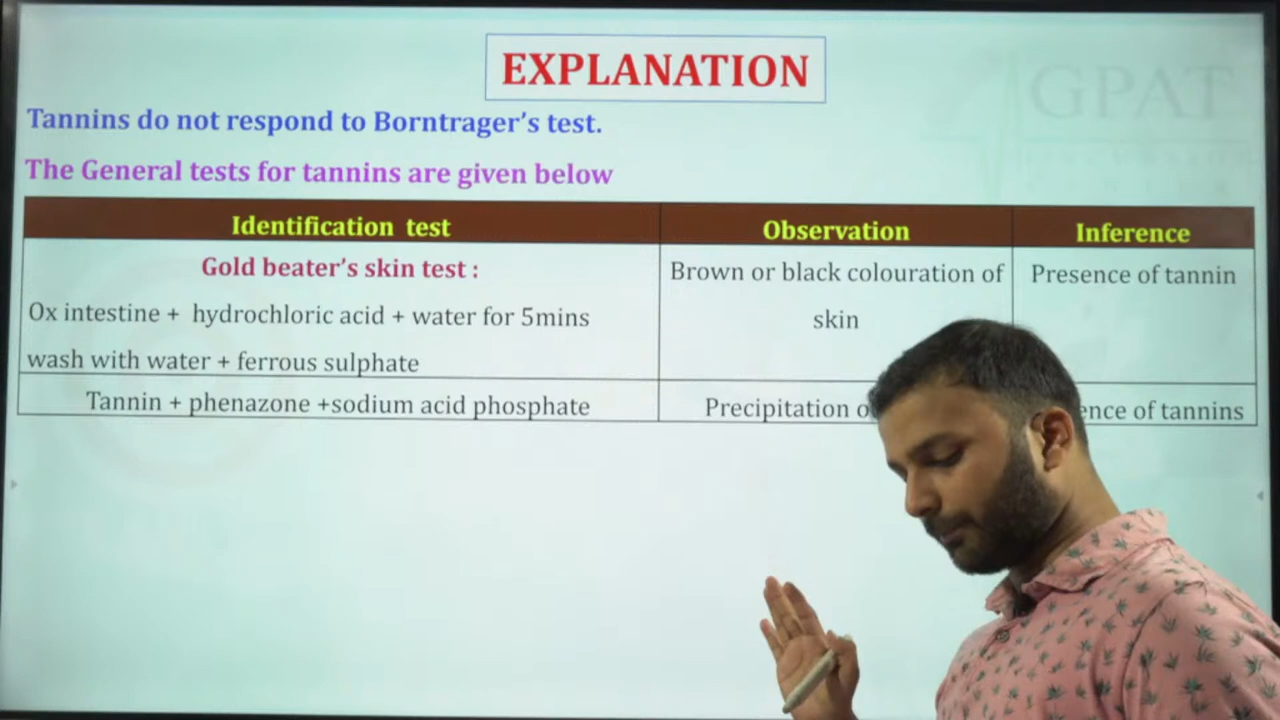 EXPLANATION
GPAT
Tannins do not respond to Borntrager's test.
The General tests for tannins are given below
Identification test Observation Inference
Gold beater's skin test : Brown or black colouration of Presence of tannin
Ox intestine + hydrochloric acid + water for 5mins skin
wash with water + ferrous sulphate
Tannin + phenazone +sodium acid phosphate Precipitation of tannins